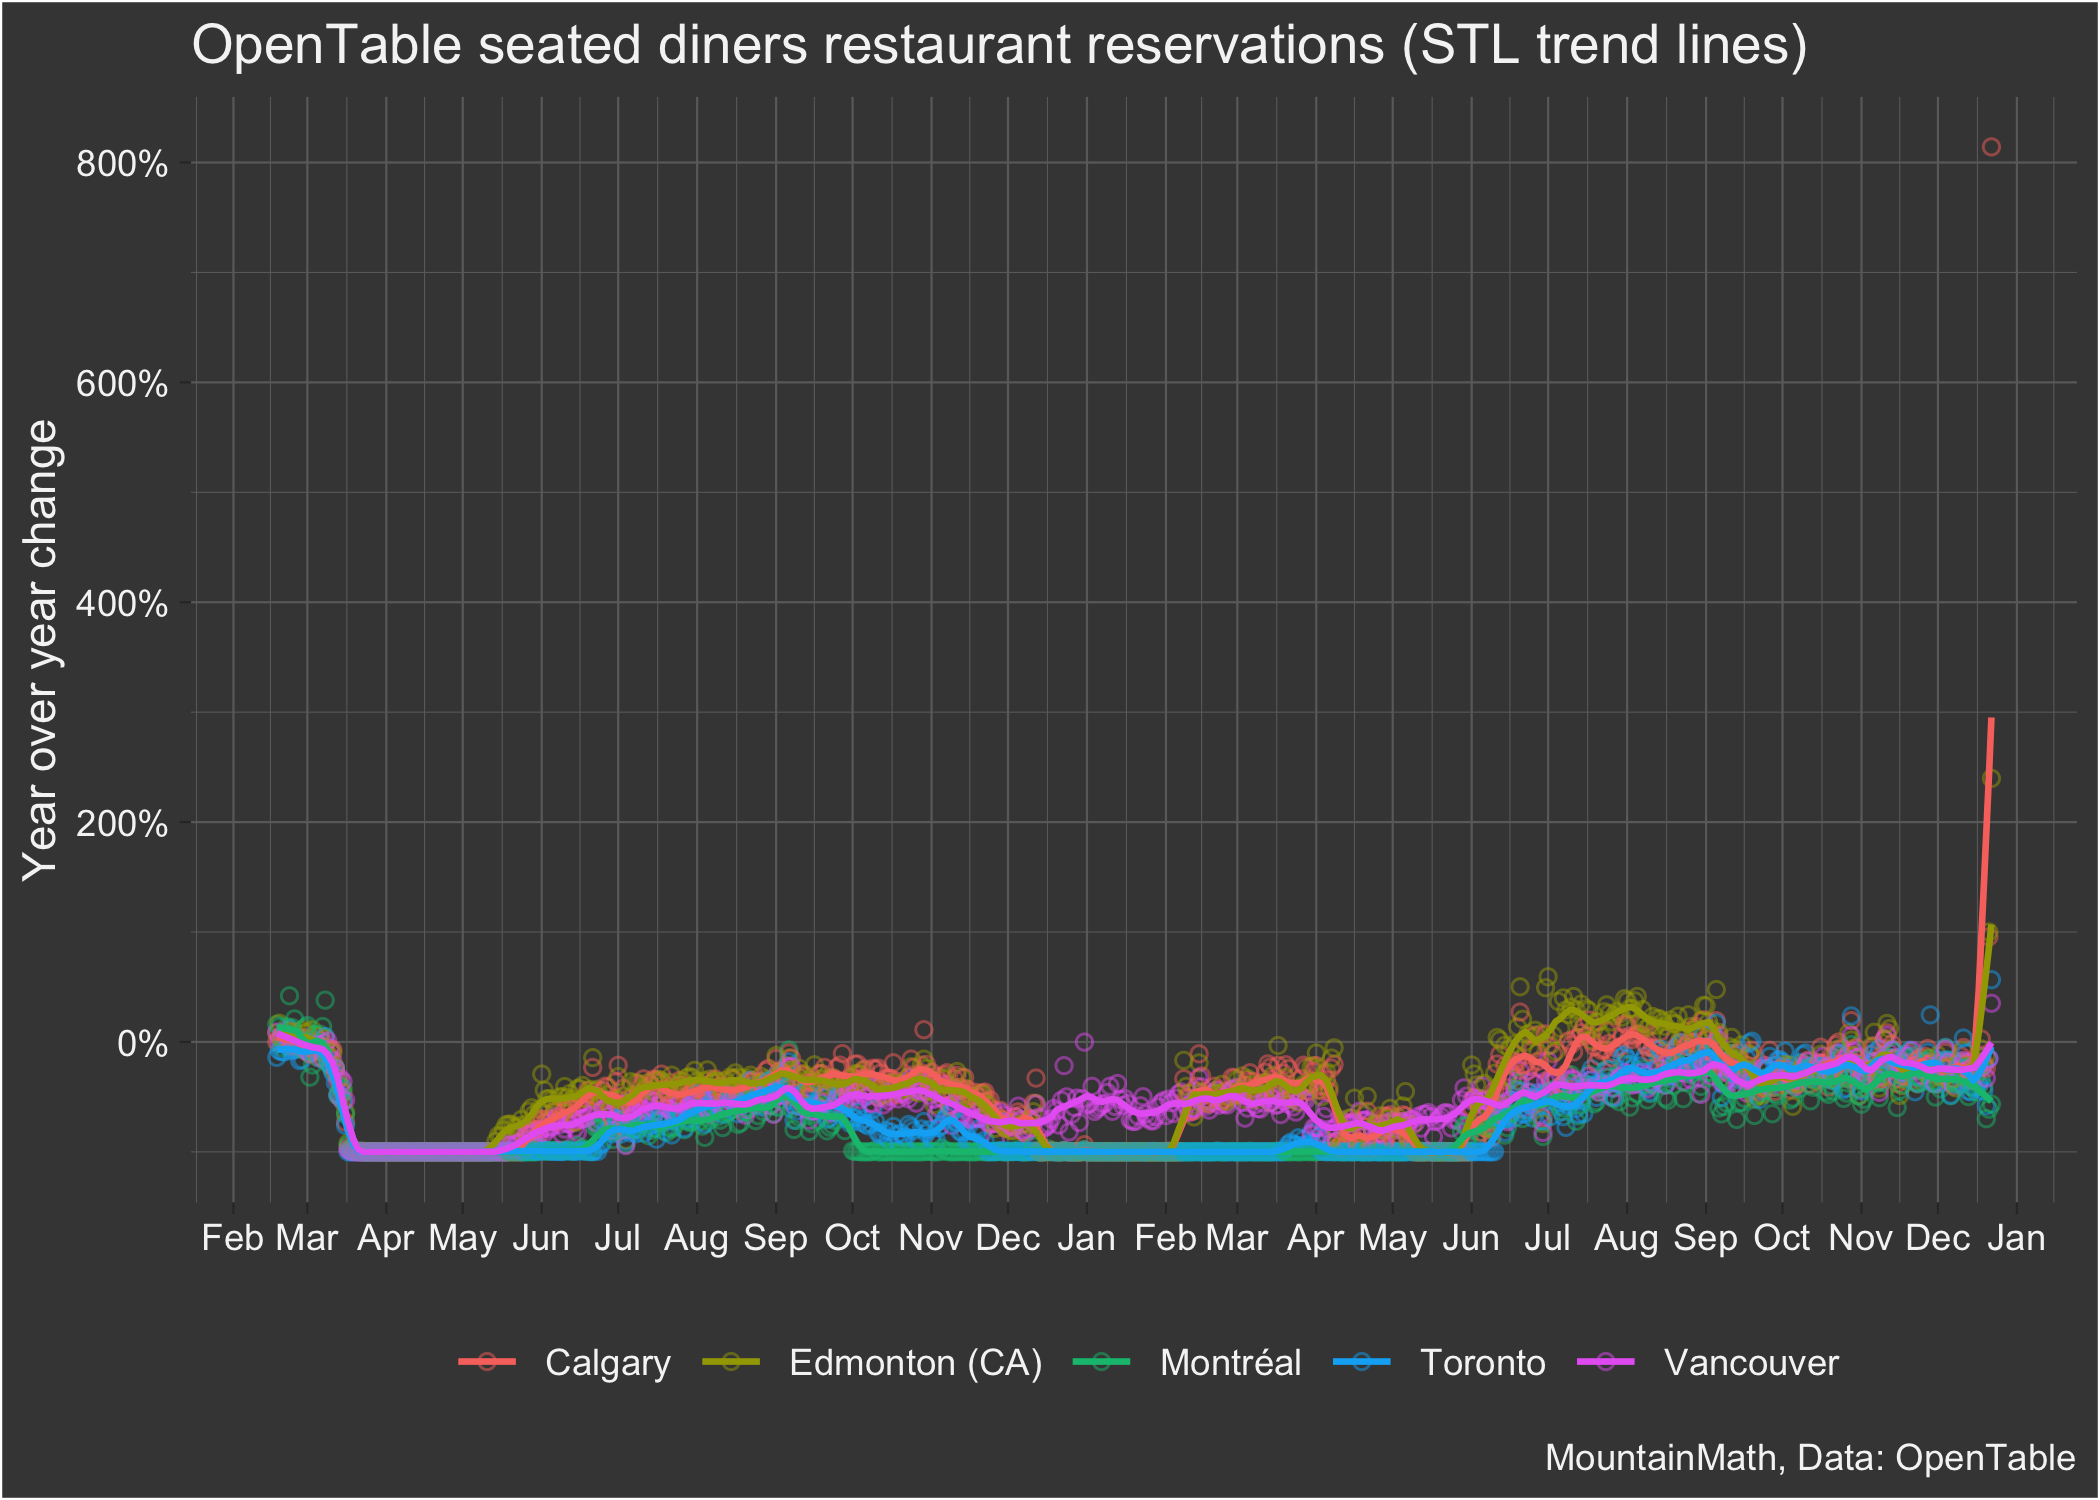 OpenTable seated diners restaurant reservations (STL trend lines)
Year over year change
800%
600%
400%
200%
0%
Feb Mar Apr May Jun Jul Aug Sep Oct Nov Dec Jan Feb Mar Apr May Jun Jul Aug Sep Oct Nov Dec Jan
Calgary Edmonton (CA) Montréal Toronto Vancouver
MountainMath, Data: OpenTable